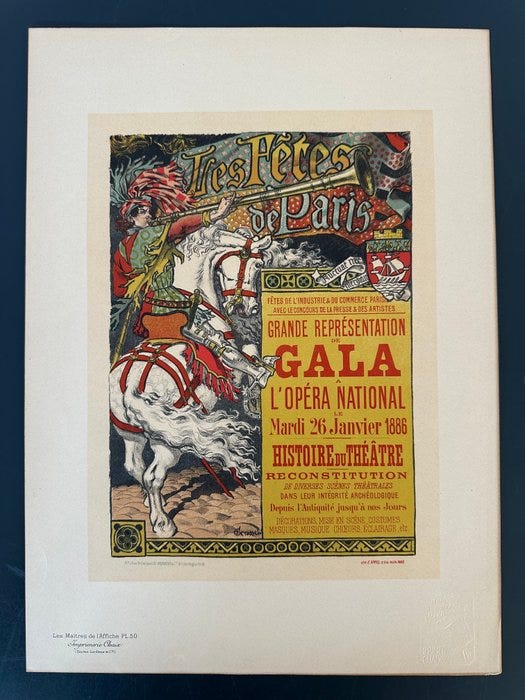 Les Fêtes
de Paris
FÊTES DE L'INDUSTRIE & DU COMMERCE
AVEC LE CONCOURS DE LA PRESSE & DES ARTISTES
GRANDE REPRÉSENTATION
DE
GALA
À
L'OPÉRA NATIONAL
LE
Mardi 26 Janvier 1886
HISTOIRE DU THÉÂTRE
RECONSTITUTION
DE DIVERSES SCÈNES THÉÂTRALES
DANS LEUR INTÉGRITÉ ARCHÉOLOGIQUE
Depuis l'Antiquité jusqu'à nos Jours
DÉCORATIONS, MISE EN SCÈNE, COSTUMES
MASQUES, MUSIQUE, CHŒURS, ÉCLAIRAGE, etc.
Les Maîtres de l'Affiche PL.50
Imprimerie Chaix